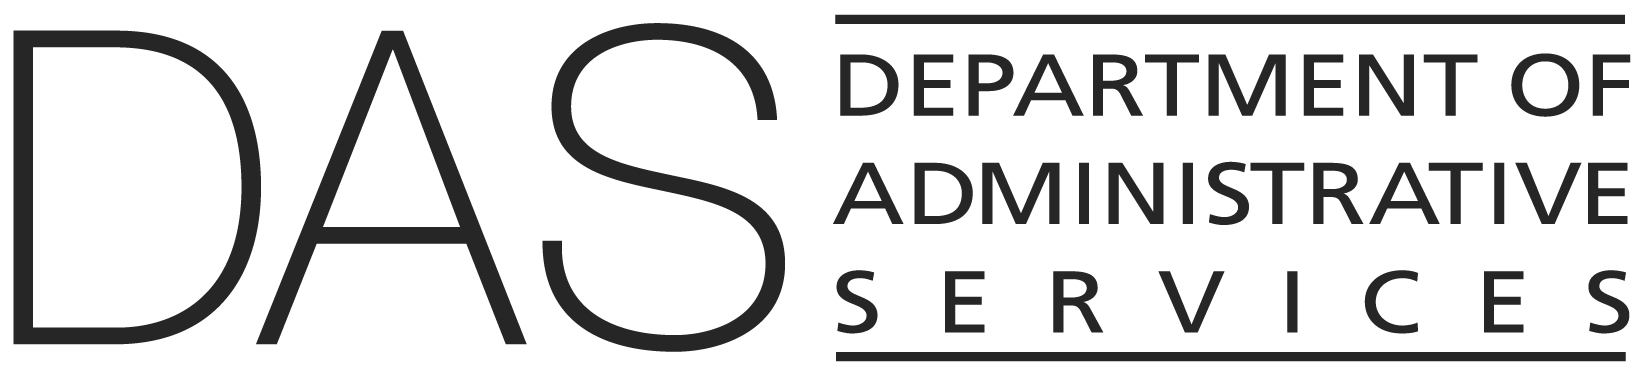 DAS
DEPARTMENT OF
ADMINISTRATIVE
SERVICES